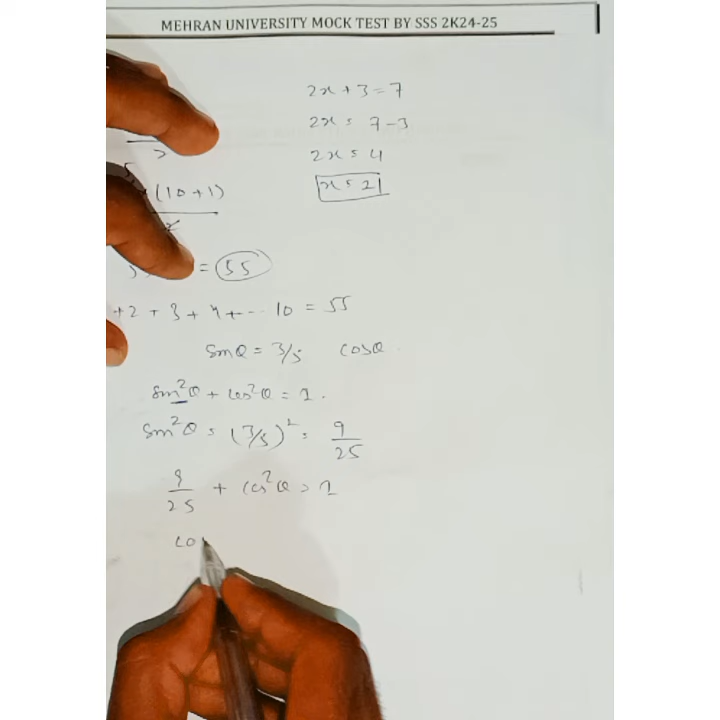 MEHRAN UNIVERSITY MOCK TEST BY SSS 2K24-25
2x + 3 = 7
2x = 7 - 3
2x = 4
x = 2
(10+1)
= 55
+2 + 3 + 4 + --- 10 = 55
sinθ = 3/5 cosθ
sin²θ + cos²θ = 1.
sin²θ = (3/5)² = 9/25
9/25 + cos²θ = 1
co